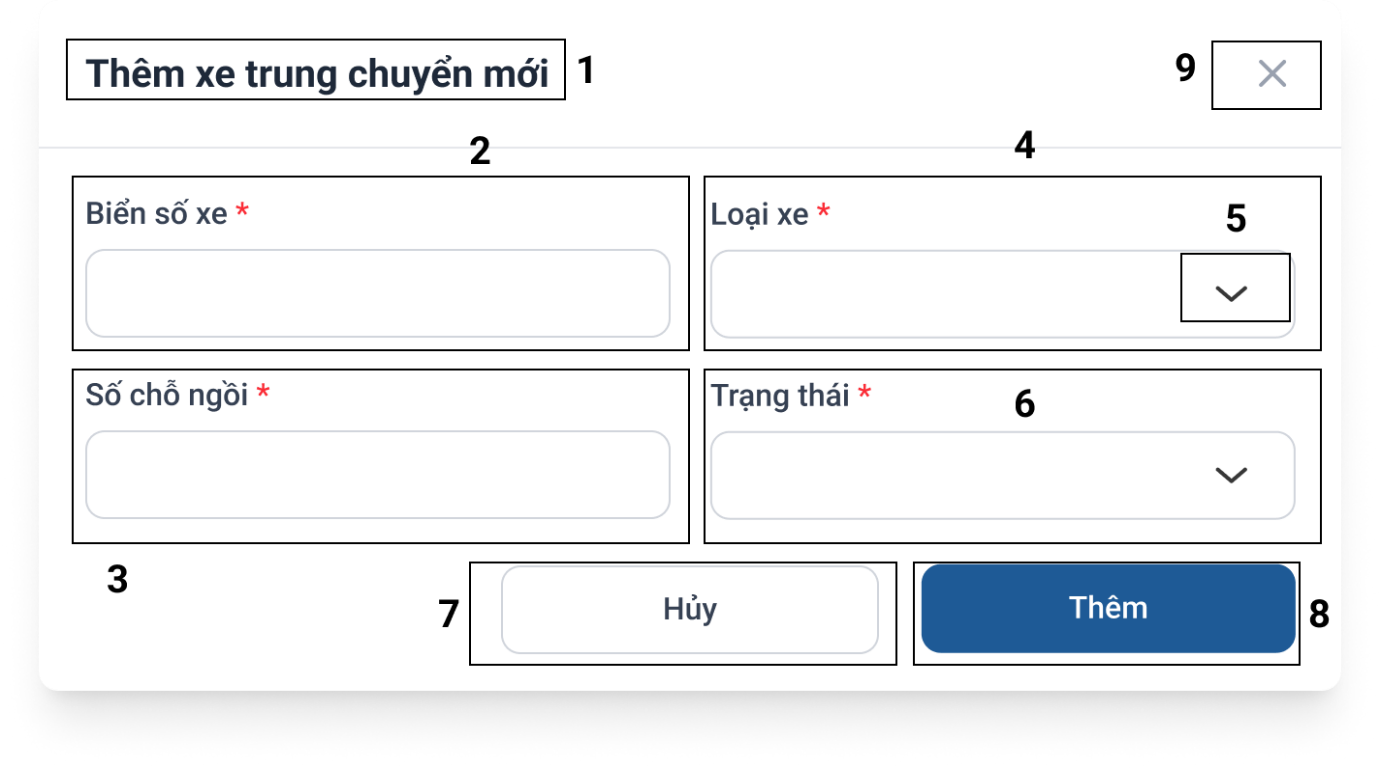 Thêm xe trung chuyển mới 1
9
2
4
Biển số xe *
Loại xe *
5
Số chỗ ngồi *
Trạng thái *
6
3
7
Hủy
Thêm
8